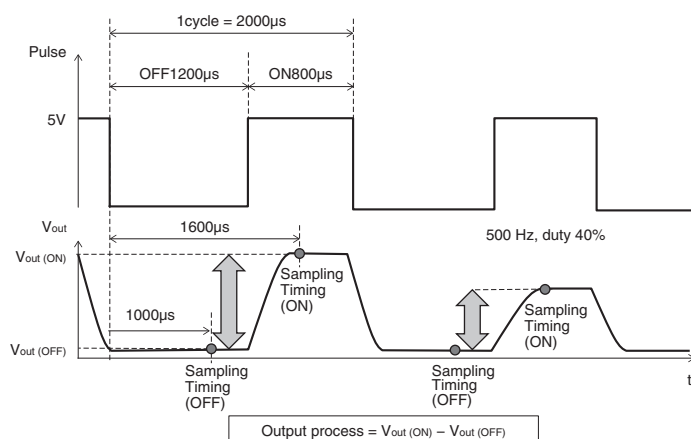 1cycle = 2000µs
Pulse
OFF1200µs
ON800µs
5V
Vout
1600µs
500 Hz, duty 40%
Vout (ON)
Sampling
Timing
(ON)
1000µs
Sampling
Timing
(ON)
Vout (OFF)
t
Sampling
Timing
(OFF)
Sampling
Timing
(OFF)
Output process = Vout (ON) − Vout (OFF)